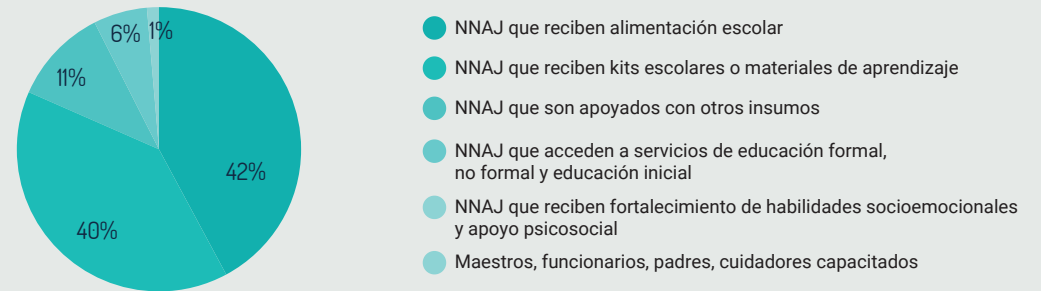 6%
1%
11%
42%
40%
NNAJ que reciben alimentación escolar
NNAJ que reciben kits escolares o materiales de aprendizaje
NNAJ que son apoyados con otros insumos
NNAJ que acceden a servicios de educación formal,
no formal y educación inicial
NNAJ que reciben fortalecimiento de habilidades socioemocionales
y apoyo psicosocial
Maestros, funcionarios, padres, cuidadores capacitados